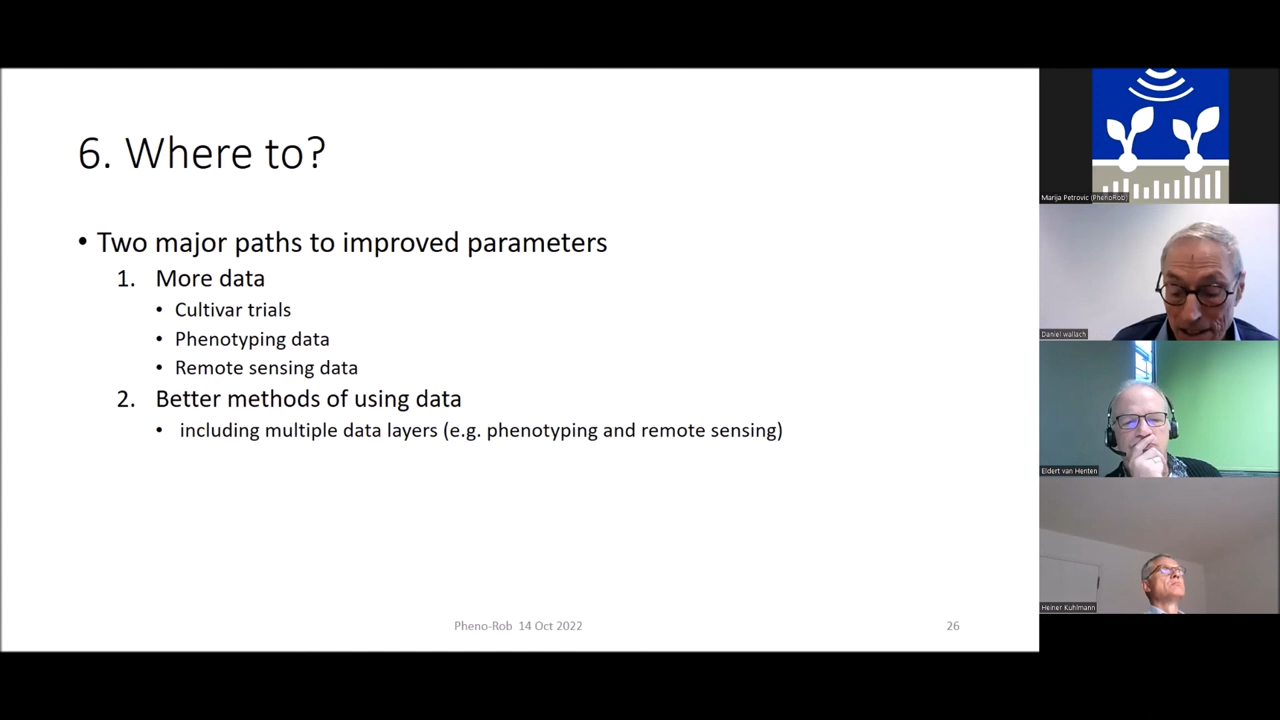 6. Where to?
• Two major paths to improved parameters
1. More data
• Cultivar trials
• Phenotyping data
• Remote sensing data
2. Better methods of using data
• including multiple data layers (e.g. phenotyping and remote sensing)
Pheno-Rob 14 Oct 2022
26
Marija Petrovic (PhenoRob)
Daniel wallach
Eldert van Henten
Heiner Kuhlmann